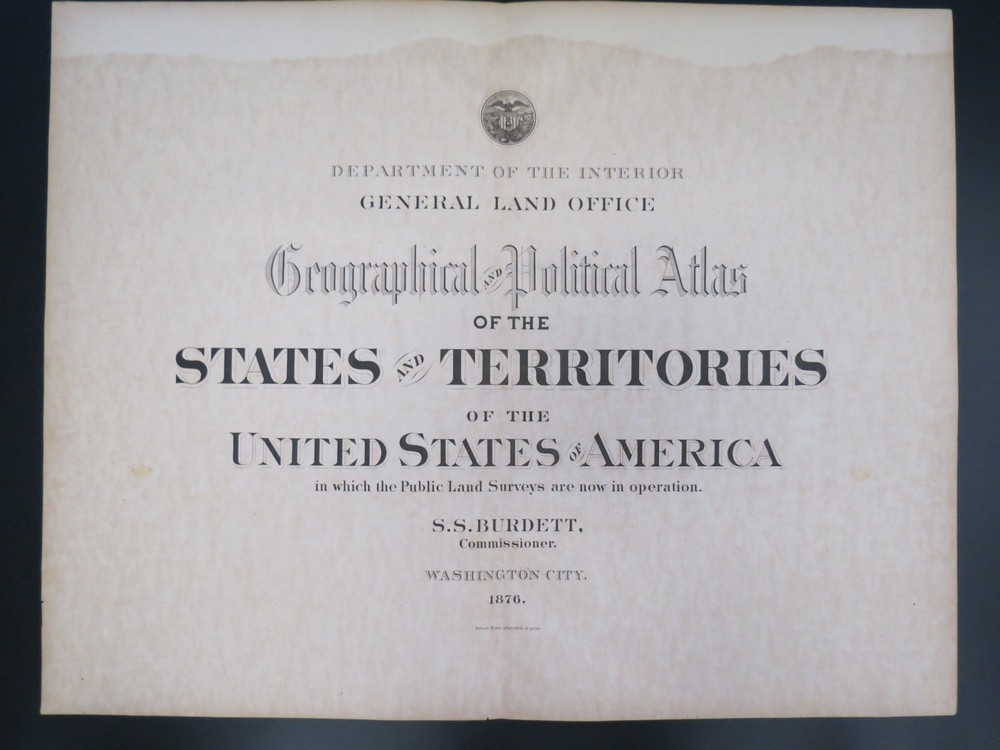 DEPARTMENT OF THE INTERIOR
GENERAL LAND OFFICE
Geographical AND Political Atlas
OF THE
STATES AND TERRITORIES
OF THE
UNITED STATES OF AMERICA
in which the Public Land Surveys are now in operation.
S.S. BURDETT,
Commissioner.
WASHINGTON CITY.
1876.